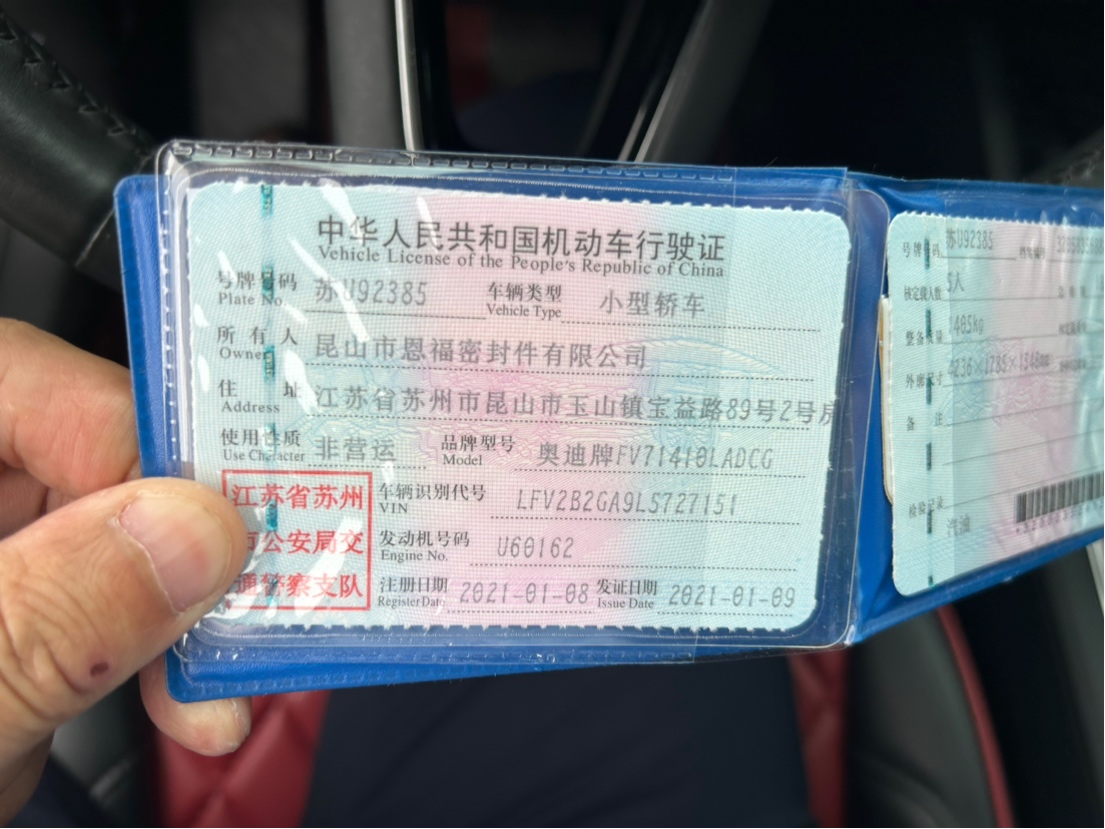 中华人民共和国机动车行驶证
Vehicle License of the People's Republic of China
号牌号码 苏U92385 车辆类型 小型轿车
Plate No. Vehicle Type
所有人 昆山市恩福密封件有限公司
Owner
住址 江苏省苏州市昆山市玉山镇宝益路89号2号房
Address
使用性质 非营运 品牌型号 奥迪牌FV71410LADCG
Use Character Model
江苏省苏州
市公安局交
通警察支队
车辆识别代号 LFV2B2GA9L5727151
VIN
发动机号码 U60162
Engine No.
注册日期 2021-01-08 发证日期 2021-01-09
Register Date Issue Date
号牌号码 苏U92385
核定载人数 5人
整备质量 1405kg
外廓尺寸 4236×1785×1548mm
备注
检验记录
汽油